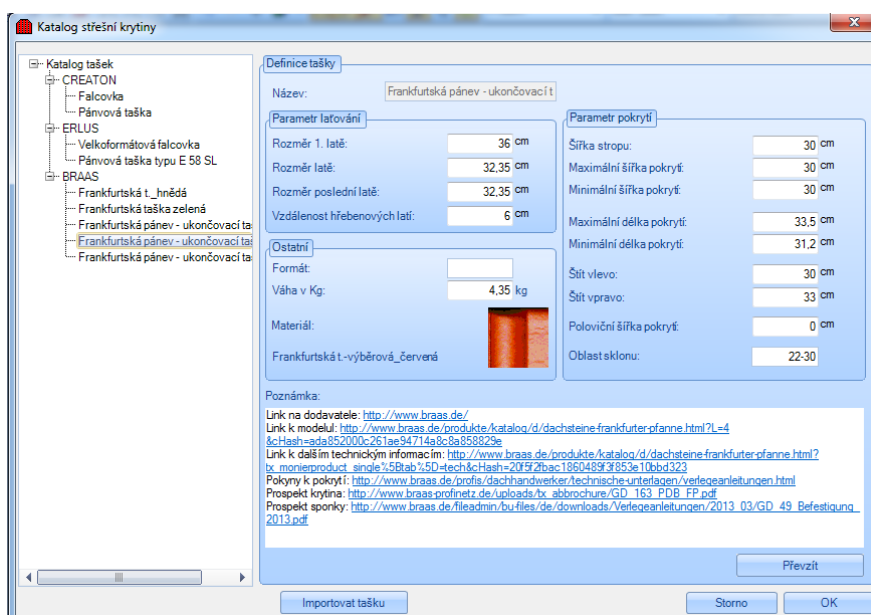 Katalog střešní krytiny
Katalog tašek
CREATON
Falcovka
Pánvová taška
ERLUS
Velkoformátová falcovka
Pánvová taška typu E 58 SL
BRAAS
Frankfurtská t._hnědá
Frankfurtská taška zelená
Frankfurtská pánev - ukončovací ta
Frankfurtská pánev - ukončovací taš
Frankfurtská pánev - ukončovací ta
Definice tašky
Název: Frankfurtská pánev - ukončovací t
Parametr laťování
Rozměr 1. latě: 36 cm
Rozměr latě: 32,35 cm
Rozměr poslední latě: 32,35 cm
Vzdálenost hřebenových latí: 6 cm
Ostatní
Formát:
Váha v Kg: 4,35 kg
Materiál:
Frankfurtská t.-výběrová_červená
Parametr pokrytí
Šířka stropu: 30 cm
Maximální šířka pokrytí: 30 cm
Minimální šířka pokrytí: 30 cm
Maximální délka pokrytí: 33,5 cm
Minimální délka pokrytí: 31,2 cm
Štít vlevo: 30 cm
Štít vpravo: 33 cm
Poloviční šířka pokrytí: 0 cm
Oblast sklonu: 22-30
Poznámka:
Link na dodavatele: http://www.braas.de/
Link k modelul: http://www.braas.de/produkte/katalog/d/dachsteine-frankfurter-pfanne.html?L=4
&cHash=ada852000c261ae94714a8c8a858829e
Link k dalším technickým informacím: http://www.braas.de/produkte/katalog/d/dachsteine-frankfurter-pfanne.html?
tx_monierproduct_single%5Btab%5D=tech&cHash=20f5f2fbac1860489f3f853e10bbd323
Pokyny k pokrytí: http://www.braas.de/profis/dachhandwerker/technische-unterlagen/verlegeanleitungen.html
Prospekt krytina: http://www.braas-profinetz.de/uploads/tx_abbrochure/GD_163_PDB_FP.pdf
Prospekt sponky: http://www.braas.de/fileadmin/bu-files/de/downloads/Verlegeanleitungen/2013_03/GD_49_Befestigung_
2013.pdf
Převzít
Importovat tašku
Storno
OK